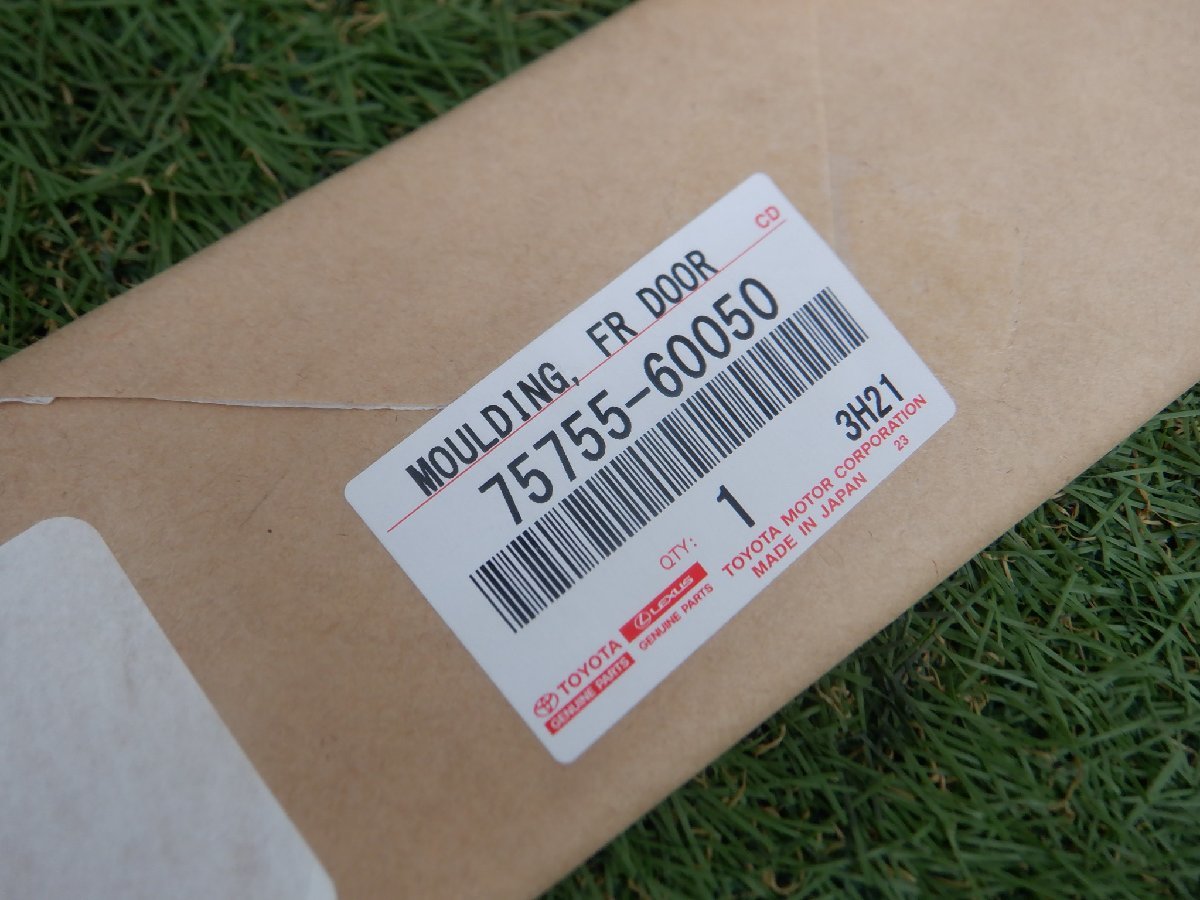 CD
MOULDING, FR DOOR
75755-60050
3H21
QTY: 1
TOYOTA MOTOR CORPORATION
MADE IN JAPAN 23
TOYOTA
GENUINE PARTS
LEXUS
GENUINE PARTS